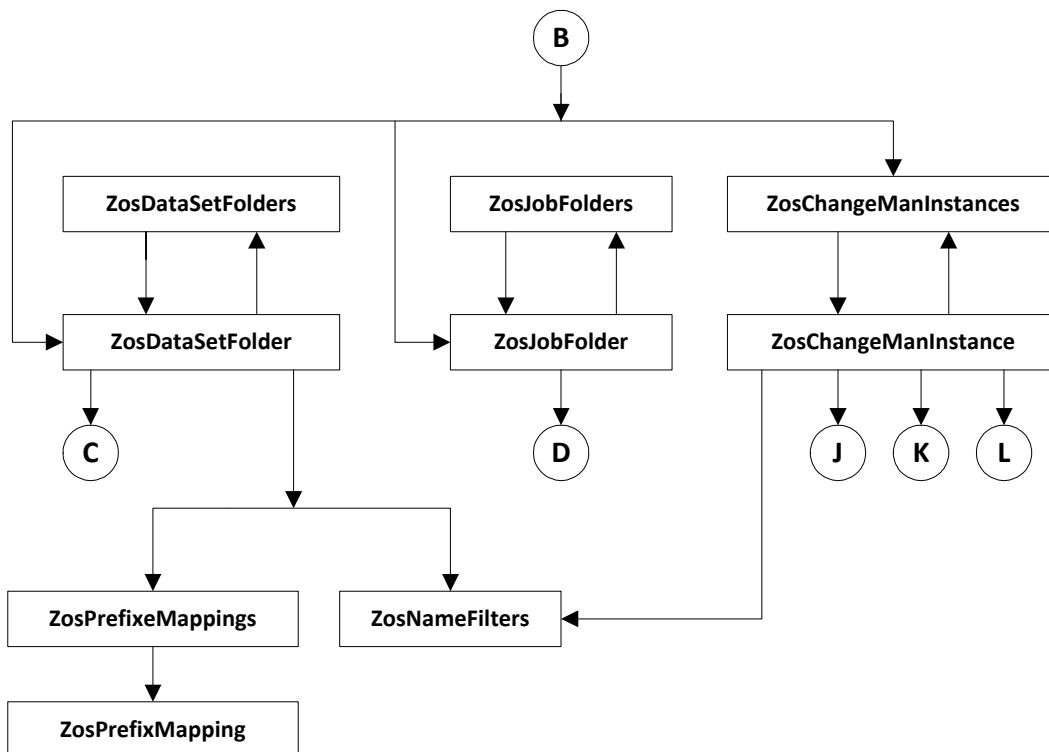 B
ZosDataSetFolders
ZosJobFolders
ZosChangeManInstances
ZosDataSetFolder
ZosJobFolder
ZosChangeManInstance
C
D
J
K
L
ZosPrefixeMappings
ZosNameFilters
ZosPrefixMapping